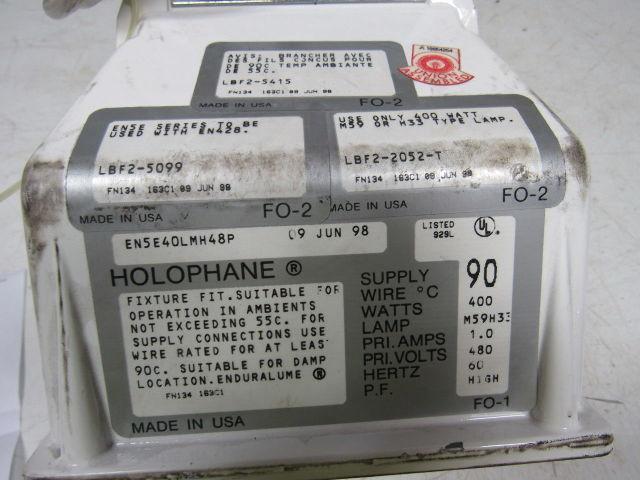 AVIS: BRANCHER AVEC
DES FILS CJNCUS POUR
DE 90C TEMP AMBIANTE
DE 55C.
LBF2-5415
FN134 163C1 09 JUN 98
MADE IN USA FO-2
EN5E SERIES TO BE
USED WITH EN428.
LBF2-5099
FN134 163C1 09 JUN 98
MADE IN USA FO-2
USE ONLY 400 WATT
M59 OR H33 TYPE LAMP.
LBF2-2052-T
FN134 163C1 09 JUN 98
MADE IN USA FO-2
EN5E40LMH48P 09 JUN 98
LISTED
929L
UL
HOLOPHANE ®
FIXTURE FIT.SUITABLE FOR
OPERATION IN AMBIENTS
NOT EXCEEDING 55C. FOR
SUPPLY CONNECTIONS USE
WIRE RATED FOR AT LEAS
90C. SUITABLE FOR DAMP
LOCATION.ENDURALUME ®
FN134 163C1
MADE IN USA
SUPPLY
WIRE °C 90
WATTS 400
LAMP M59H33
PRI.AMPS 1.0
PRI.VOLTS 480
HERTZ 60
P.F. HIGH
FO-1